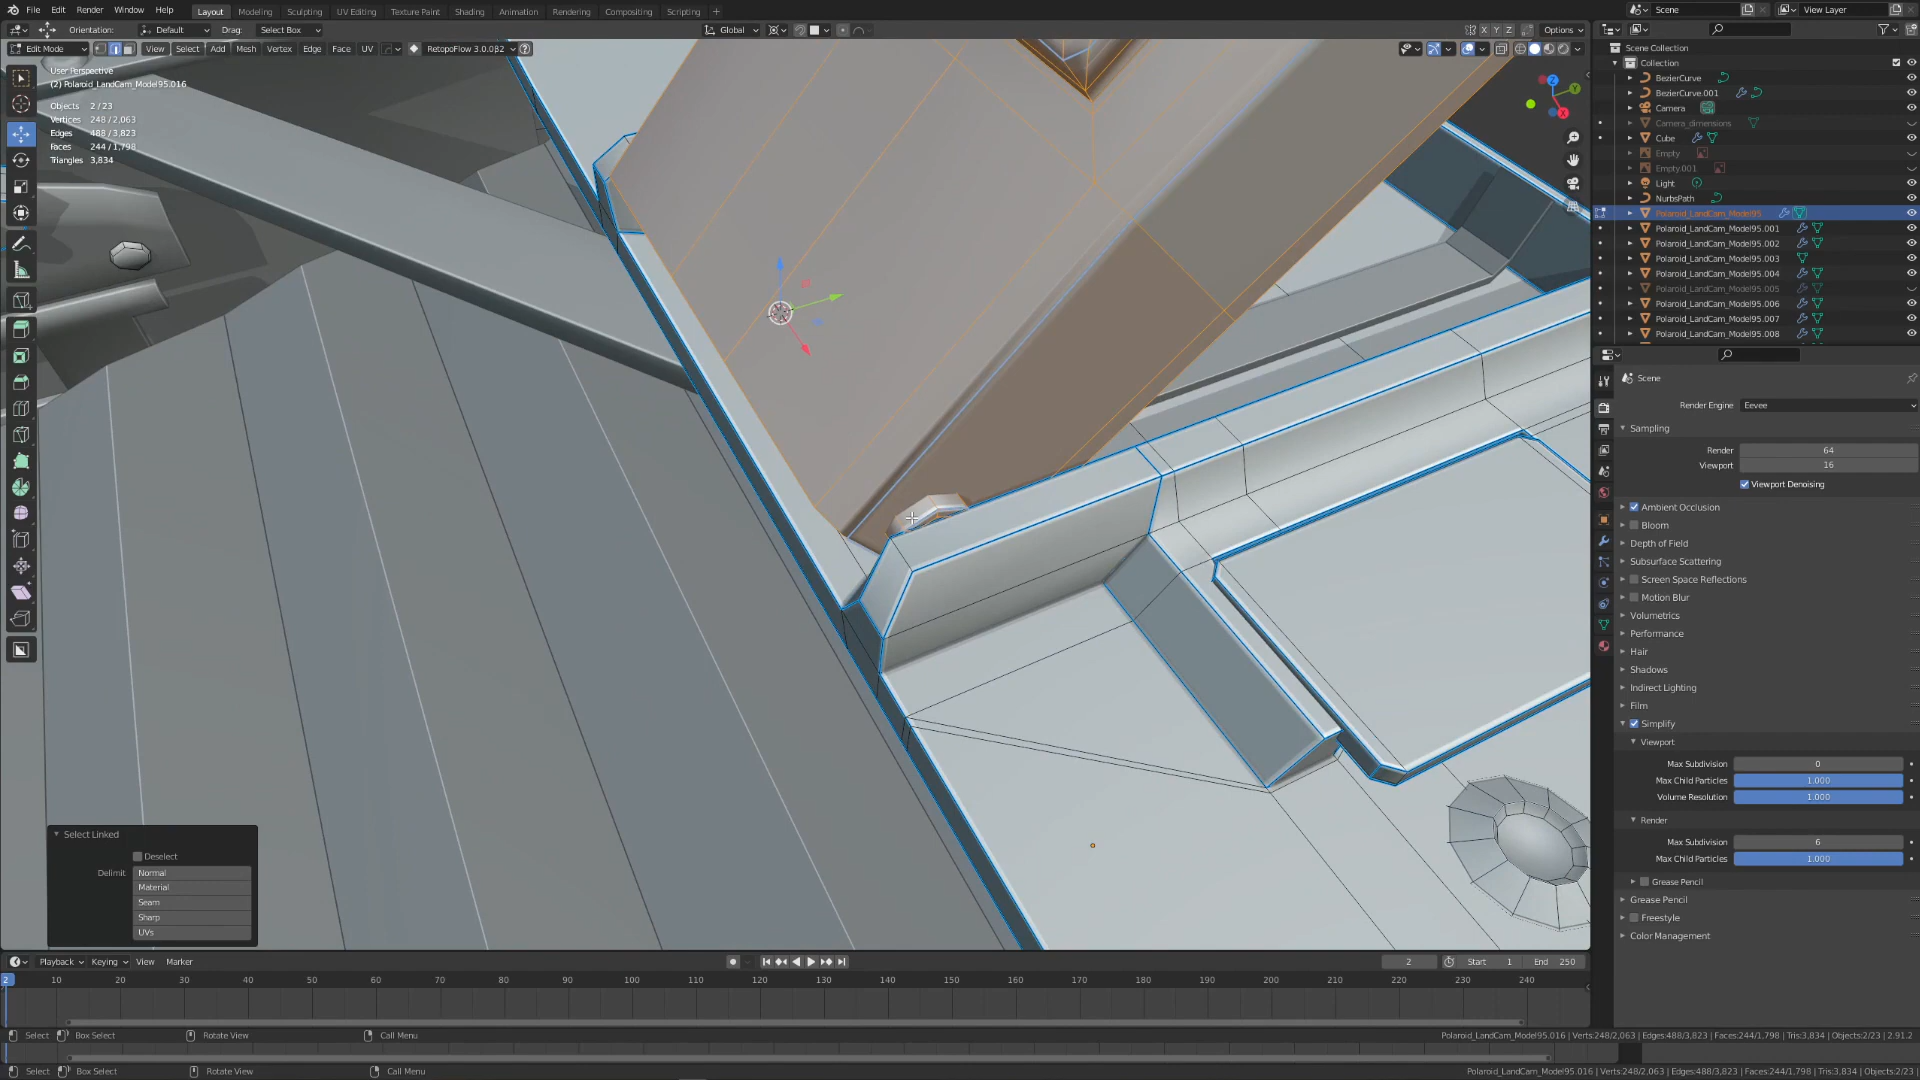 File Edit Render Window Help Layout Modeling Sculpting UV Editing Texture Paint Shading Animation Rendering Compositing Scripting + Scene View Layer
Orientation: Default Drag: Select Box Global X Y Z Options
Edit Mode View Select Add Mesh Vertex Edge Face UV RetopoFlow 3.0.0β2
User Perspective
(2) Polaroid_LandCam_Model95.016
Objects 2 / 23
Vertices 248 / 2,063
Edges 488 / 3,823
Faces 244 / 1,798
Triangles 3,834
Z
Y
X
Scene Collection
Collection
BezierCurve
BezierCurve.001
Camera
Camera_dimensions
Cube
Empty
Empty.001
Light
NurbsPath
Polaroid_LandCam_Model95
Polaroid_LandCam_Model95.001
Polaroid_LandCam_Model95.002
Polaroid_LandCam_Model95.003
Polaroid_LandCam_Model95.004
Polaroid_LandCam_Model95.005
Polaroid_LandCam_Model95.006
Polaroid_LandCam_Model95.007
Polaroid_LandCam_Model95.008
Scene
Render Engine Eevee
Sampling
Render 64
Viewport 16
Viewport Denoising
Ambient Occlusion
Bloom
Depth of Field
Subsurface Scattering
Screen Space Reflections
Motion Blur
Volumetrics
Performance
Hair
Shadows
Indirect Lighting
Film
Simplify
Viewport
Max Subdivision 0
Max Child Particles 1.000
Volume Resolution 1.000
Render
Max Subdivision 6
Max Child Particles 1.000
Grease Pencil
Grease Pencil
Freestyle
Color Management
Select Linked
Deselect
Delimit Normal
Material
Seam
Sharp
UVs
Playback Keying View Marker 2 Start 1 End 250
2 10 20 30 40 50 60 70 80 90 100 110 120 130 140 150 160 170 180 190 200 210 220 230 240
Select Box Select Rotate View Call Menu Polaroid_LandCam_Model95.016 | Verts:248/2,063 | Edges:488/3,823 | Faces:244/1,798 | Tris:3,834 | Objects:2/23 | 2.91.2
Select Box Select Rotate View Call Menu Polaroid_LandCam_Model95.016 | Verts:248/2,063 | Edges:488/3,823 | Faces:244/1,798 | Tris:3,834 | Objects:2/23